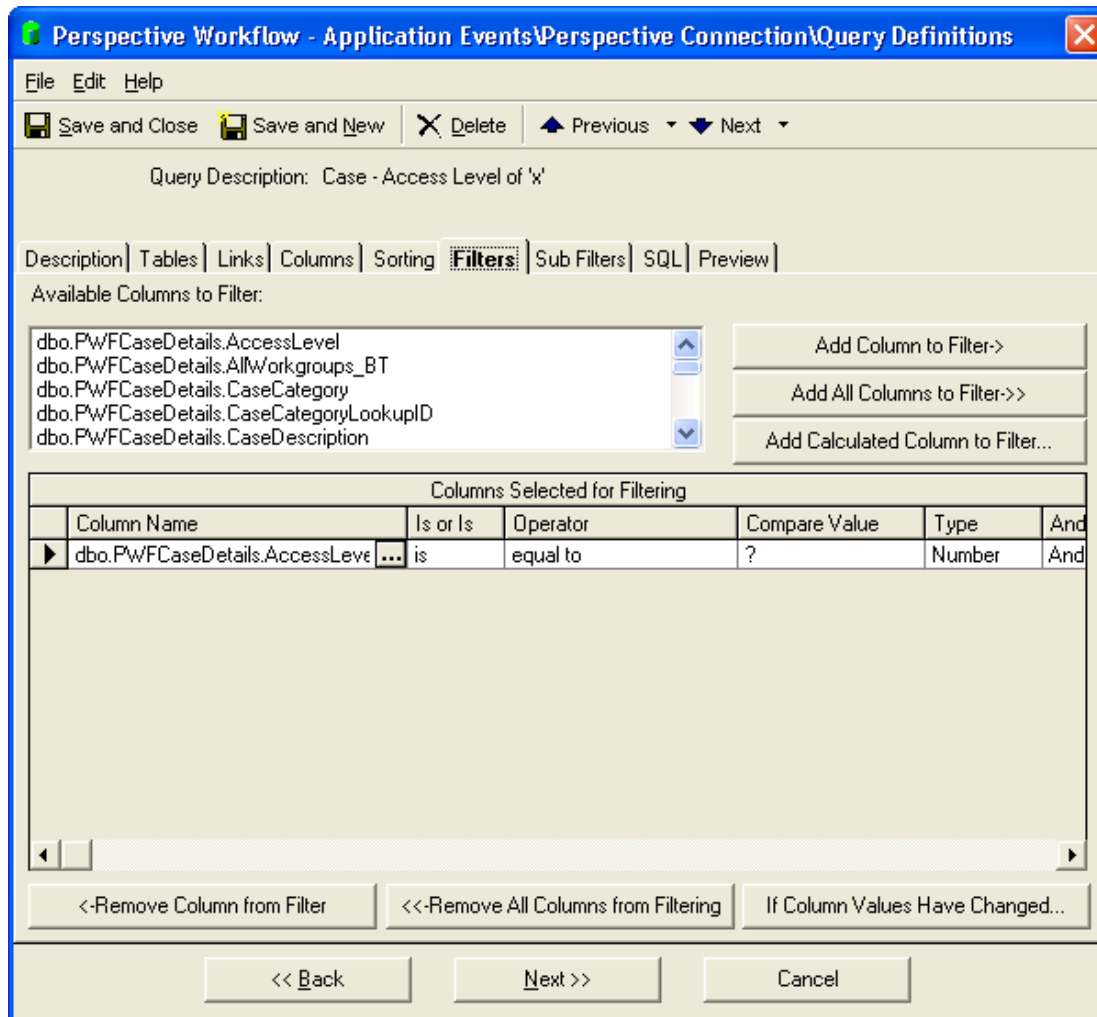 Perspective Workflow - Application Events\Perspective Connection\Query Definitions
File Edit Help
Save and Close Save and New Delete Previous Next
Query Description: Case - Access Level of 'x'
Description Tables Links Columns Sorting Filters Sub Filters SQL Preview
Available Columns to Filter:
dbo.PWFCaseDetails.AccessLevel
dbo.PWFCaseDetails.AllWorkgroups_BT
dbo.PWFCaseDetails.CaseCategory
dbo.PWFCaseDetails.CaseCategoryLookupID
dbo.PWFCaseDetails.CaseDescription
Add Column to Filter->
Add All Columns to Filter->>
Add Calculated Column to Filter...
Columns Selected for Filtering
Column Name Is or Is Operator Compare Value Type And
dbo.PWFCaseDetails.AccessLeve ... is equal to ? Number And
<-Remove Column from Filter <<-Remove All Columns from Filtering If Column Values Have Changed...
<< Back Next >> Cancel